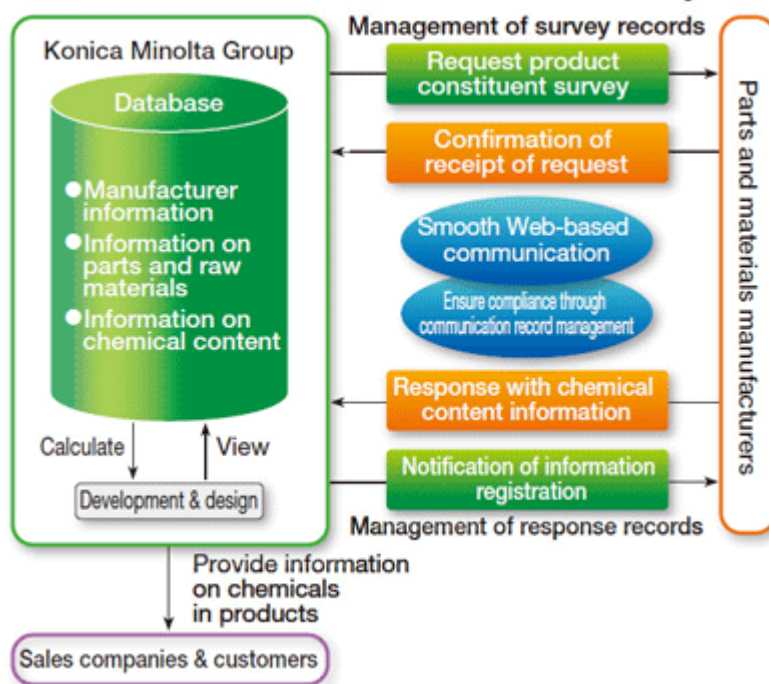 Konica Minolta Group
Database
●Manufacturer
information
●Information on
parts and raw
materials
●Information on
chemical content
Calculate
View
Development & design
Management of survey records
Request product
constituent survey
Confirmation of
receipt of request
Smooth Web-based
communication
Ensure compliance through
communication record management
Response with chemical
content information
Notification of information
registration
Management of response records
Parts and materials manufacturers
Provide information
on chemicals
in products
Sales companies & customers